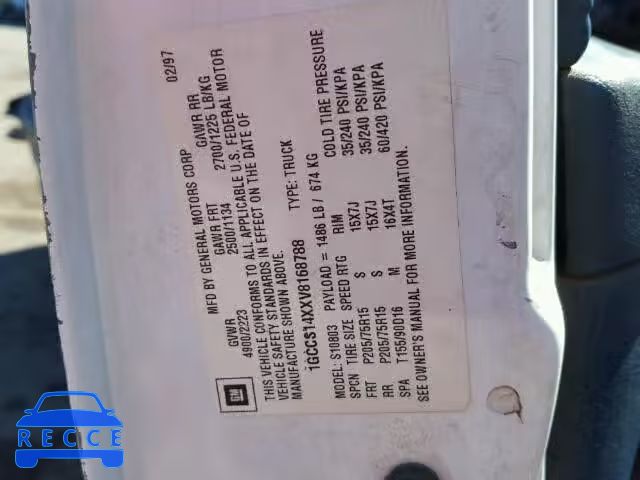 GM
MFD BY GENERAL MOTORS CORP 02/97
GVWR GAWR FRT GAWR RR
4900/2223 2500/1134 2700/1225 LB/KG
THIS VEHICLE CONFORMS TO ALL APPLICABLE U.S. FEDERAL MOTOR
VEHICLE SAFETY STANDARDS IN EFFECT ON THE DATE OF
MANUFACTURE SHOWN ABOVE.
1GCCS14XXV8168788 TYPE: TRUCK
MODEL: S10803 PAYLOAD = 1486 LB / 674 KG
SPCN TIRE SIZE SPEED RTG RIM COLD TIRE PRESSURE
FRT P205/75R15 S 15X7J 35/240 PSI/KPA
RR P205/75R15 S 15X7J 35/240 PSI/KPA
SPA T155/90D16 M 16X4T 60/420 PSI/KPA
SEE OWNER'S MANUAL FOR MORE INFORMATION.
RECCE